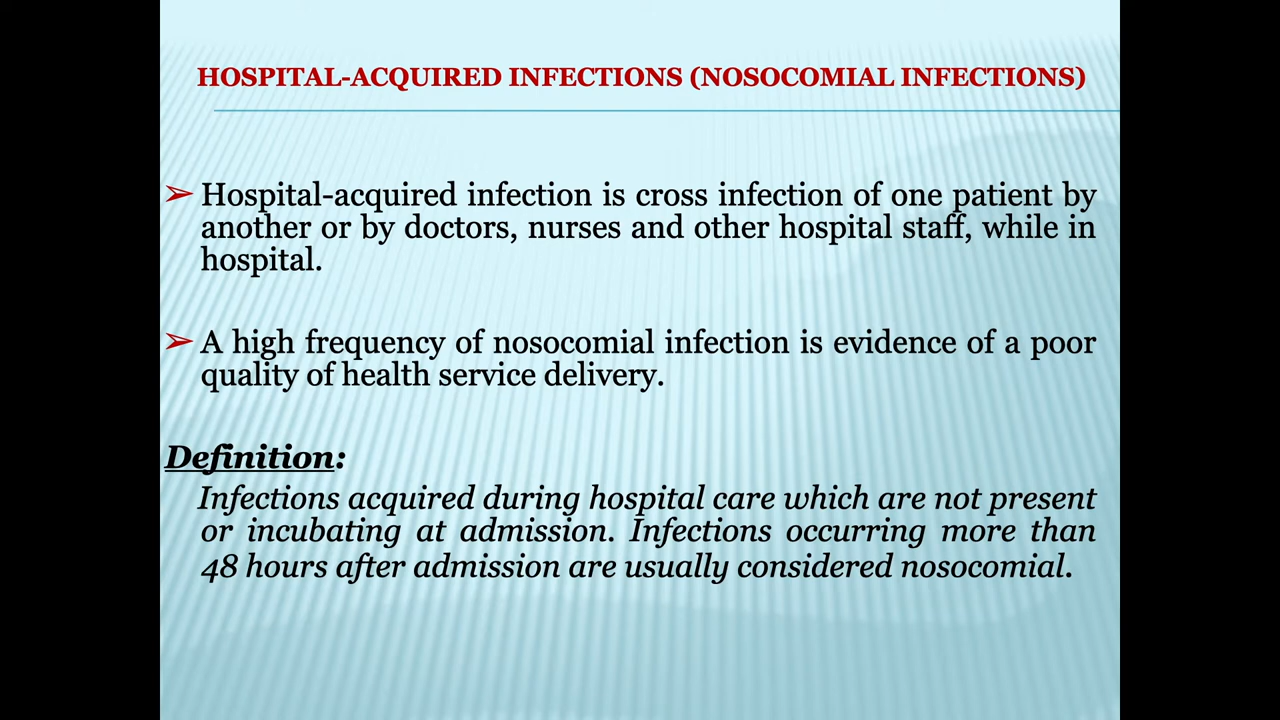 HOSPITAL-ACQUIRED INFECTIONS (NOSOCOMIAL INFECTIONS)
➢ Hospital-acquired infection is cross infection of one patient by
another or by doctors, nurses and other hospital staff, while in
hospital.
➢ A high frequency of nosocomial infection is evidence of a poor
quality of health service delivery.
Definition:
Infections acquired during hospital care which are not present
or incubating at admission. Infections occurring more than
48 hours after admission are usually considered nosocomial.